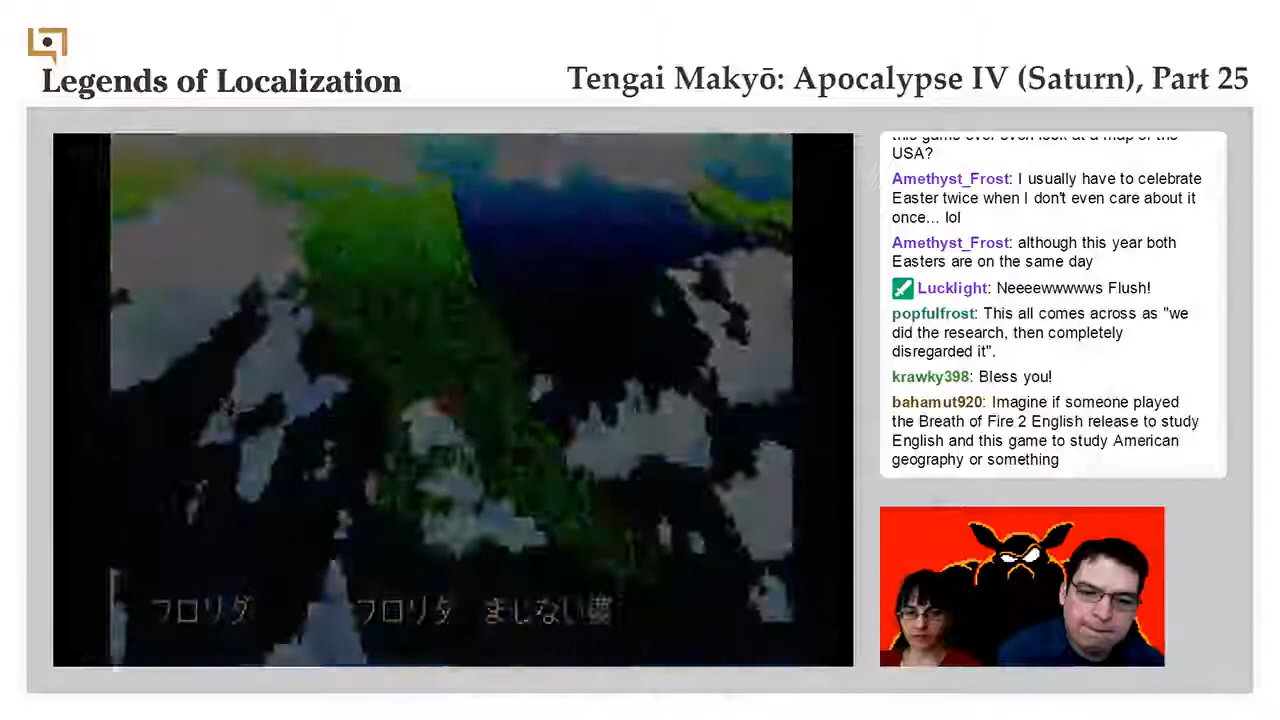 Legends of Localization
Tengai Makyō: Apocalypse IV (Saturn), Part 25
USA?
Amethyst_Frost: I usually have to celebrate
Easter twice when I don't even care about it
once... lol
Amethyst_Frost: although this year both
Easters are on the same day
Lucklight: Neeeewwwwws Flush!
popfulfrost: This all comes across as "we
did the research, then completely
disregarded it".
krawky398: Bless you!
bahamut920: Imagine if someone played
the Breath of Fire 2 English release to study
English and this game to study American
geography or something
フロリダ フロリダ まじない